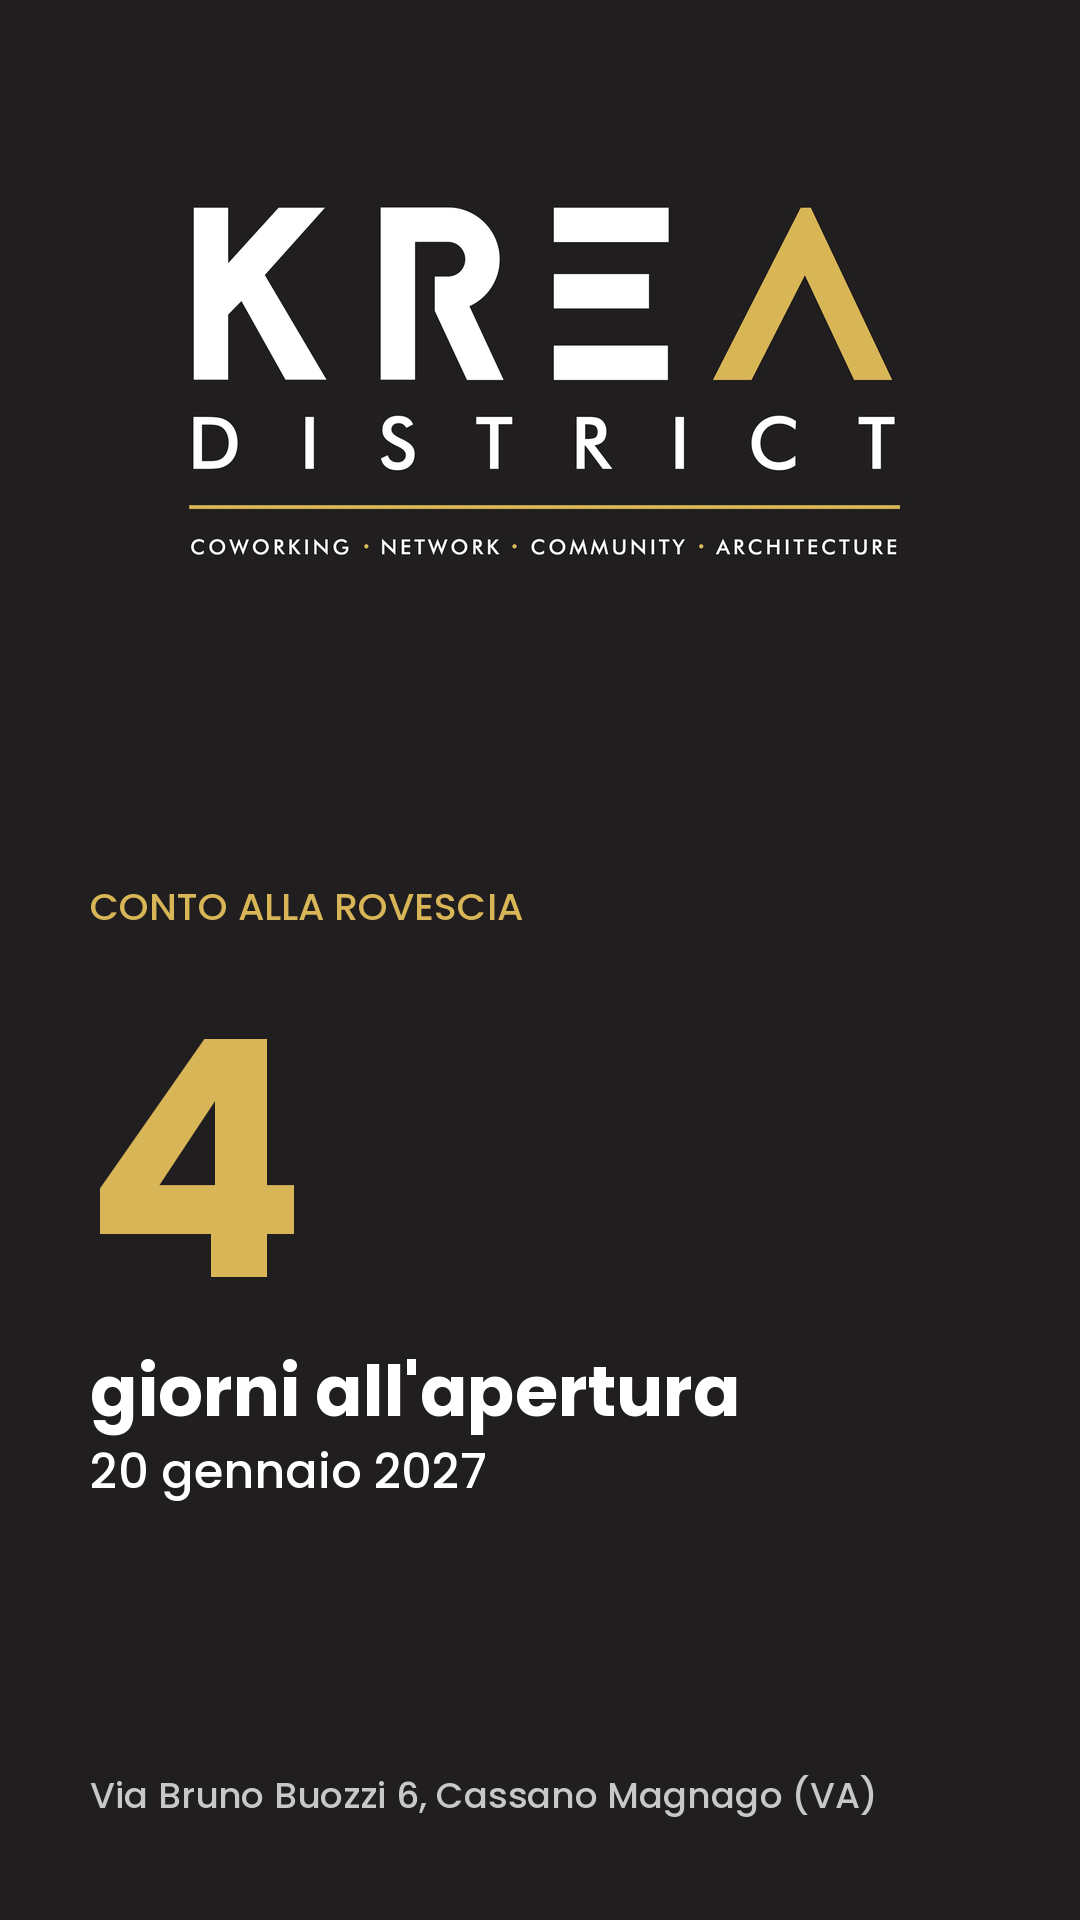 KREA
DISTRICT
COWORKING • NETWORK • COMMUNITY • ARCHITECTURE
CONTO ALLA ROVESCIA
4
giorni all'apertura
20 gennaio 2027
Via Bruno Buozzi 6, Cassano Magnago (VA)